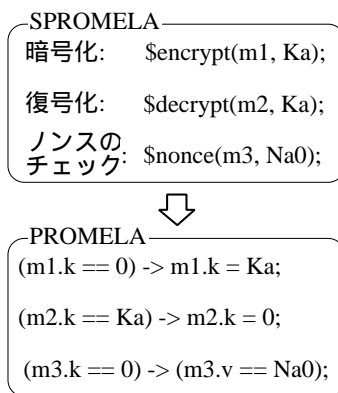 SPROMELA
暗号化: $encrypt(m1, Ka);
復号化: $decrypt(m2, Ka);
ノンスの
チェック: $nonce(m3, Na0);
PROMELA
(m1.k == 0) -> m1.k = Ka;
(m2.k == Ka) -> m2.k = 0;
(m3.k == 0) -> (m3.v == Na0);